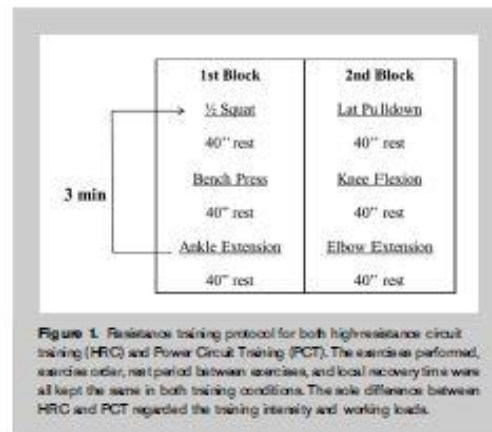 1st Block 2nd Block
½ Squat Lat Pulldown
40” rest 40” rest
Bench Press Knee Flexion
3 min
40” rest 40” rest
Ankle Extension Elbow Extension
40” rest 40” rest
Figure 1. Resistance training protocol for both high-resistance circuit
training (HRC) and Power Circuit Training (PCT). The exercises performed,
exercise order, rest period between exercises, and local recovery time were
all kept the same in both training conditions. The sole difference between
HRC and PCT regarded the training intensity and working loads.